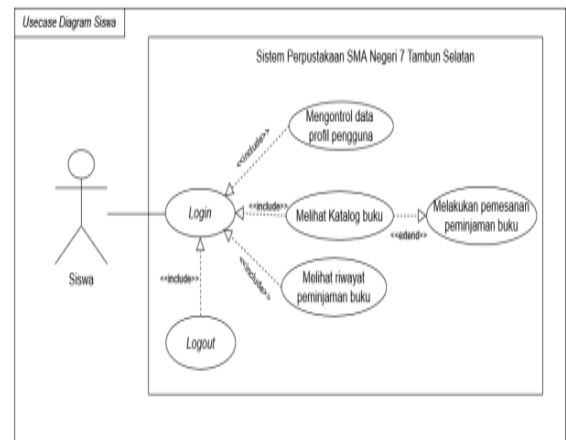 Usecase Diagram Siswa
Sistem Perpustakaan SMA Negeri 7 Tambun Selatan
Mengontrol data
profil pengguna
<<include>>
Login
<<include>>
Melihat Katalog buku
<<extend>>
Melakukan pemesanan
peminjaman buku
Siswa
<<include>>
<<include>>
Melihat riwayat
peminjaman buku
Logout